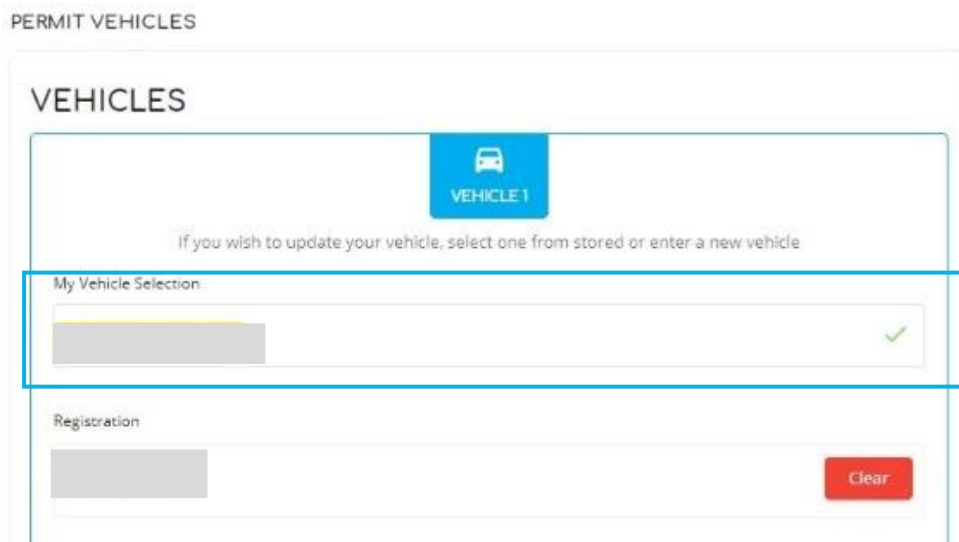 PERMIT VEHICLES
VEHICLES
VEHICLE 1
If you wish to update your vehicle, select one from stored or enter a new vehicle
My Vehicle Selection
Registration
Clear